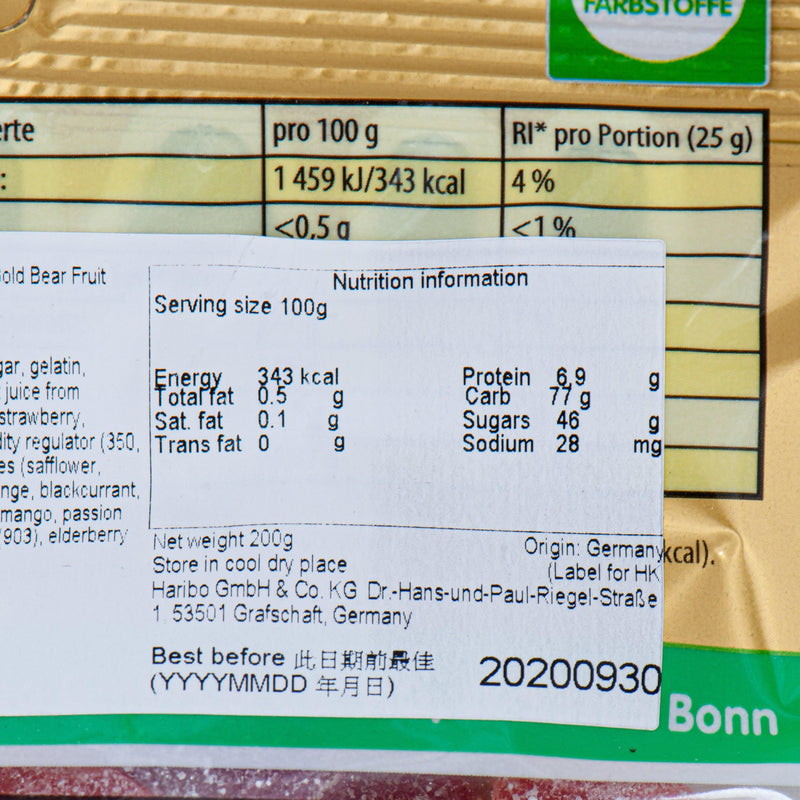 FARBSTOFFE
erte pro 100 g RI* pro Portion (25 g)
: 1 459 kJ/343 kcal 4 %
<0,5 g <1 %
old Bear Fruit
gar, gelatin,
juice from
strawberry,
dity regulator (350,
es (safflower,
nge, blackcurrant,
mango, passion
(903), elderberry
Nutrition information
Serving size 100g
Energy 343 kcal Protein 6,9 g
Total fat 0.5 g Carb 77 g
Sat. fat 0.1 g Sugars 46 g
Trans fat 0 g Sodium 28 mg
Net weight 200g Origin: Germany
kcal).
Store in cool dry place (Label for HK
Haribo GmbH & Co. KG Dr.-Hans-und-Paul-Riegel-Straße
1, 53501 Grafschaft, Germany
Best before 此日期前最佳
(YYYYMMDD 年月日) 20200930
Bonn